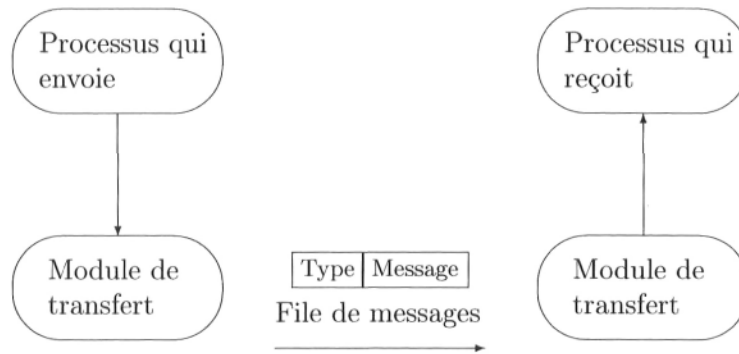 Processus qui
envoie
Processus qui
reçoit
Module de
transfert
Type Message
File de messages
Module de
transfert